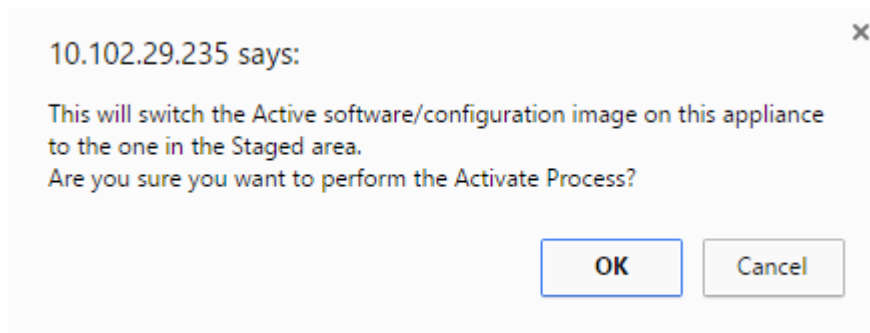 10.102.29.235 says:
This will switch the Active software/configuration image on this appliance
to the one in the Staged area.
Are you sure you want to perform the Activate Process?
OK Cancel